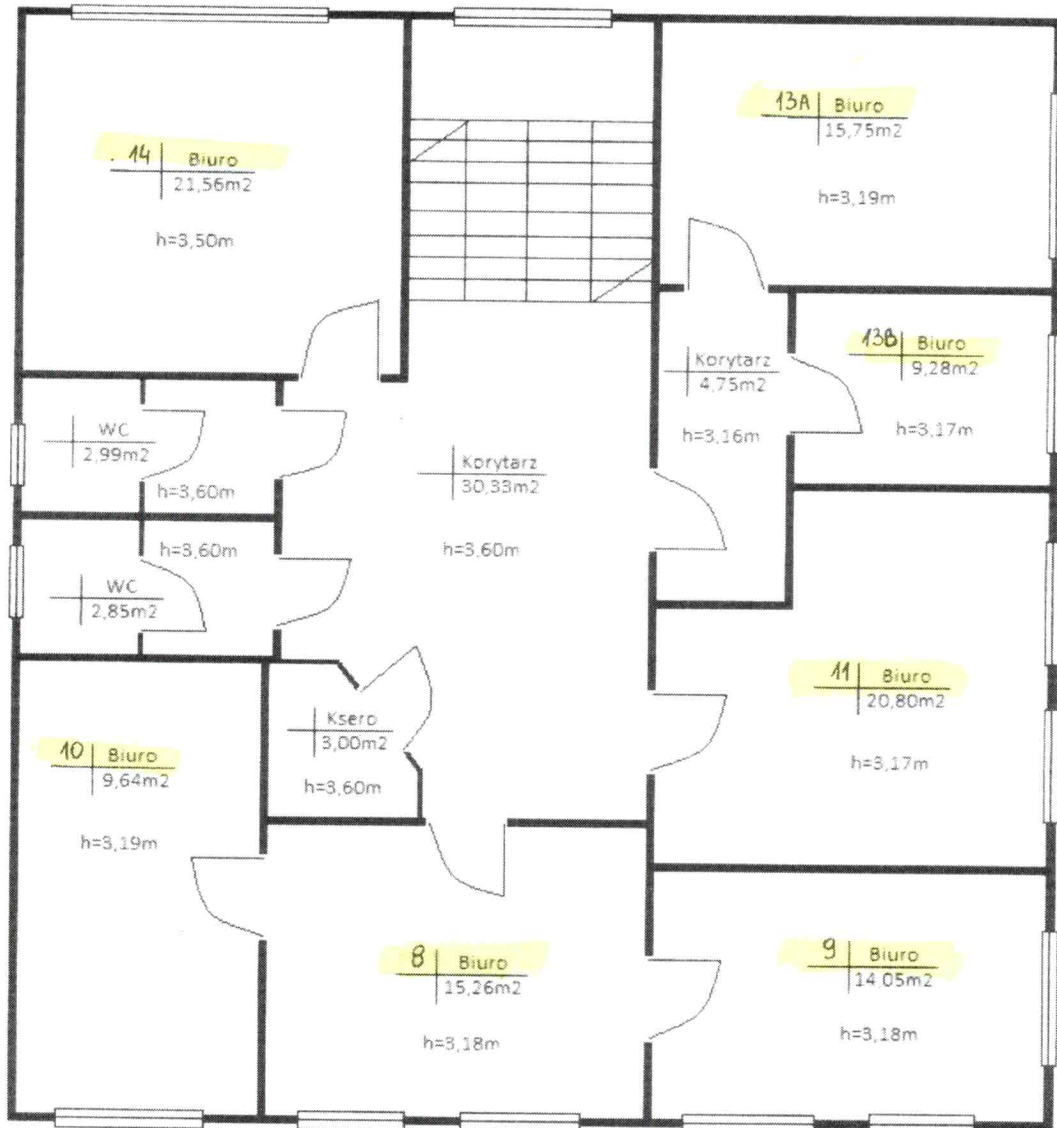 13A Biuro
15,75m2
h=3,19m
. 14 Biuro
21,56m2
h=3,50m
13B Biuro
9,28m2
h=3,17m
Korytarz
4,75m2
h=3,16m
WC
2,99m2
h=3,60m
Korytarz
30,33m2
h=3,60m
h=3,60m
WC
2,85m2
11 Biuro
20,80m2
h=3,17m
Ksero
3,00m2
h=3,60m
10 Biuro
9,64m2
h=3,19m
8 Biuro
15,26m2
h=3,18m
9 Biuro
14.05m2
h=3,18m